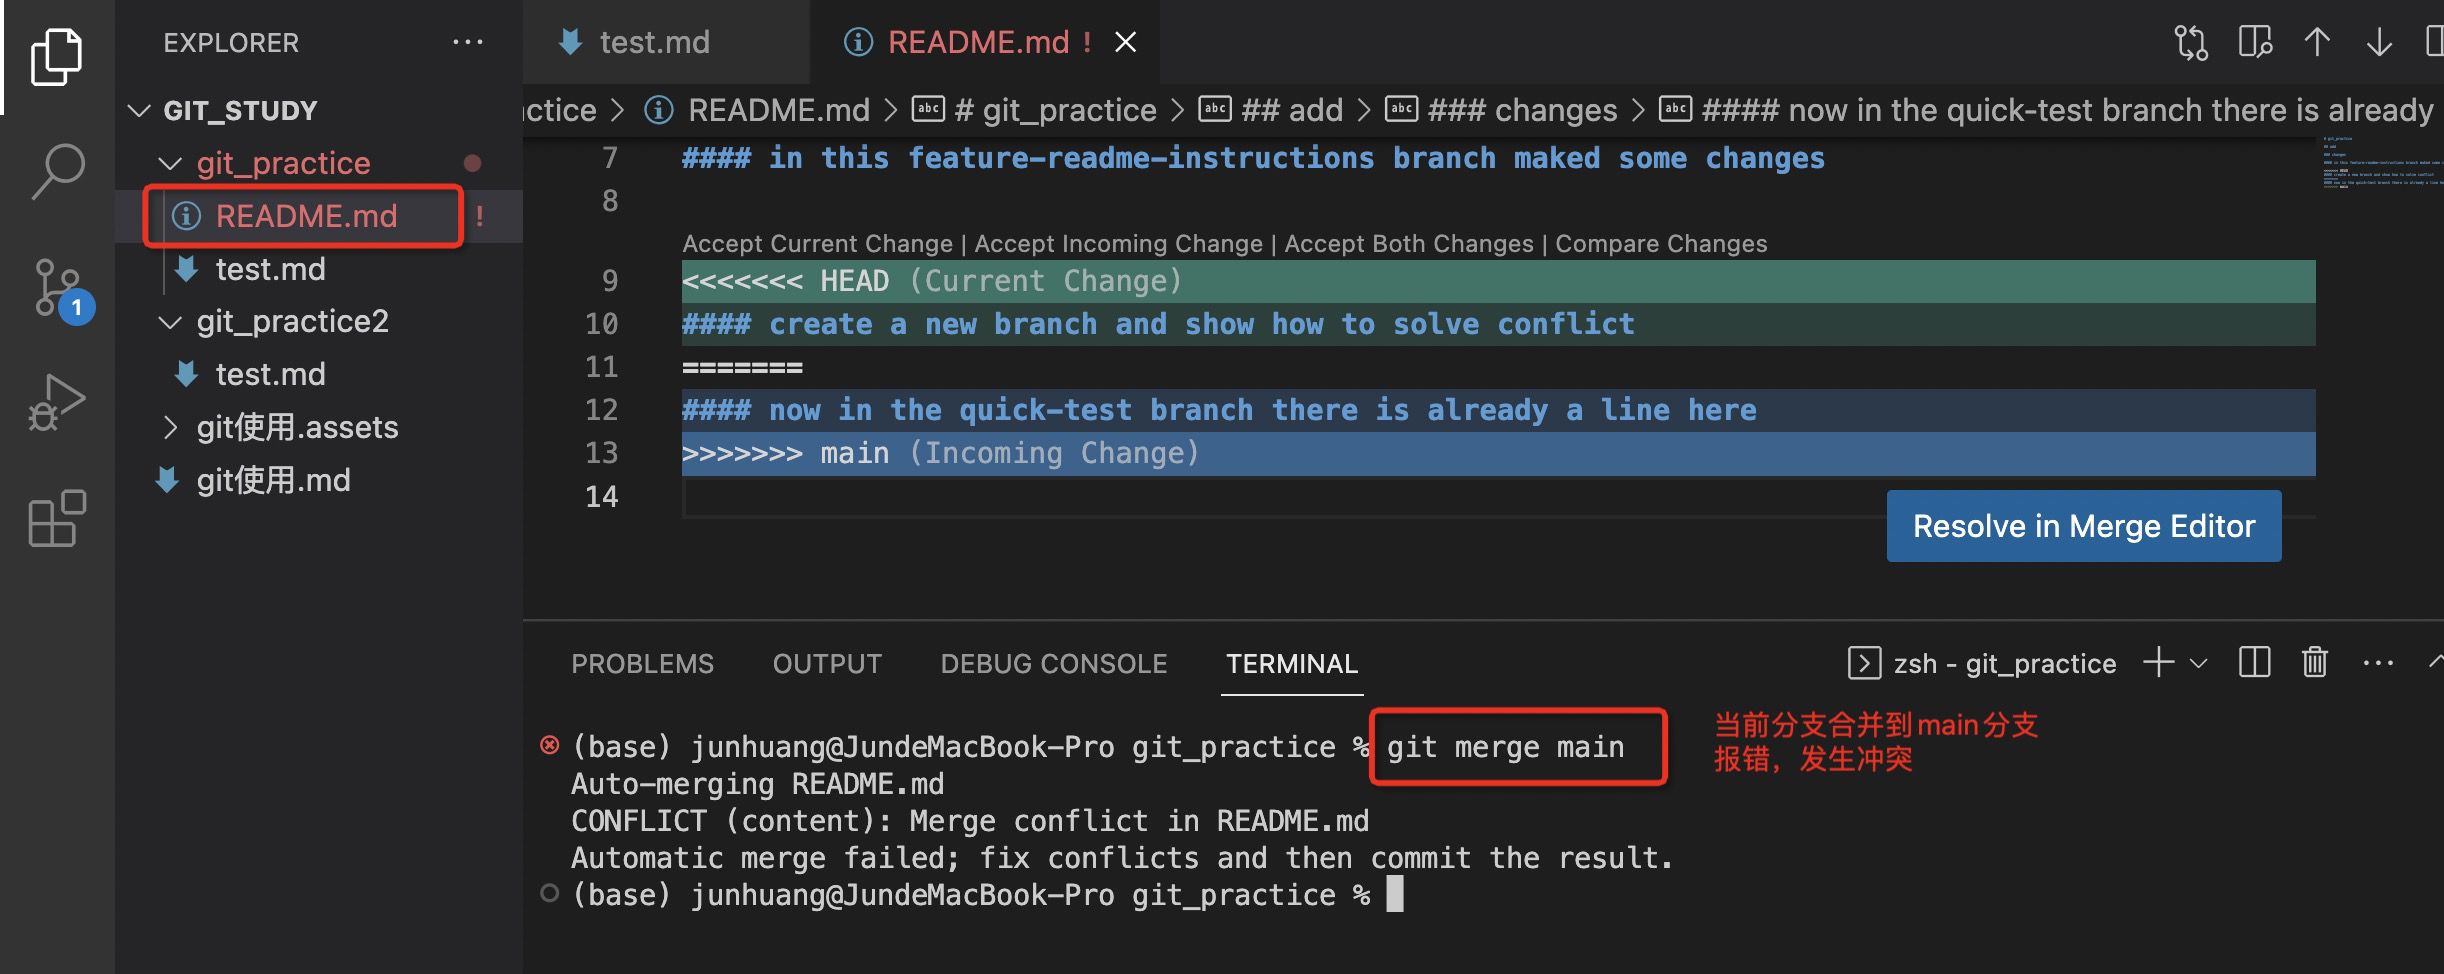 EXPLORER
GIT_STUDY
git_practice
README.md !
test.md
git_practice2
test.md
git使用.assets
git使用.md
1
test.md
README.md !
ctice > README.md > # git_practice > ## add > ### changes > #### now in the quick-test branch there is already
7 #### in this feature-readme-instructions branch maked some changes
8
Accept Current Change | Accept Incoming Change | Accept Both Changes | Compare Changes
9 <<<<<<< HEAD (Current Change)
10 #### create a new branch and show how to solve conflict
11 =======
12 #### now in the quick-test branch there is already a line here
13 >>>>>>> main (Incoming Change)
14
Resolve in Merge Editor
PROBLEMS OUTPUT DEBUG CONSOLE TERMINAL
zsh - git_practice
(base) junhuang@JundeMacBook-Pro git_practice % git merge main
当前分支合并到main分支
报错，发生冲突
Auto-merging README.md
CONFLICT (content): Merge conflict in README.md
Automatic merge failed; fix conflicts and then commit the result.
(base) junhuang@JundeMacBook-Pro git_practice %